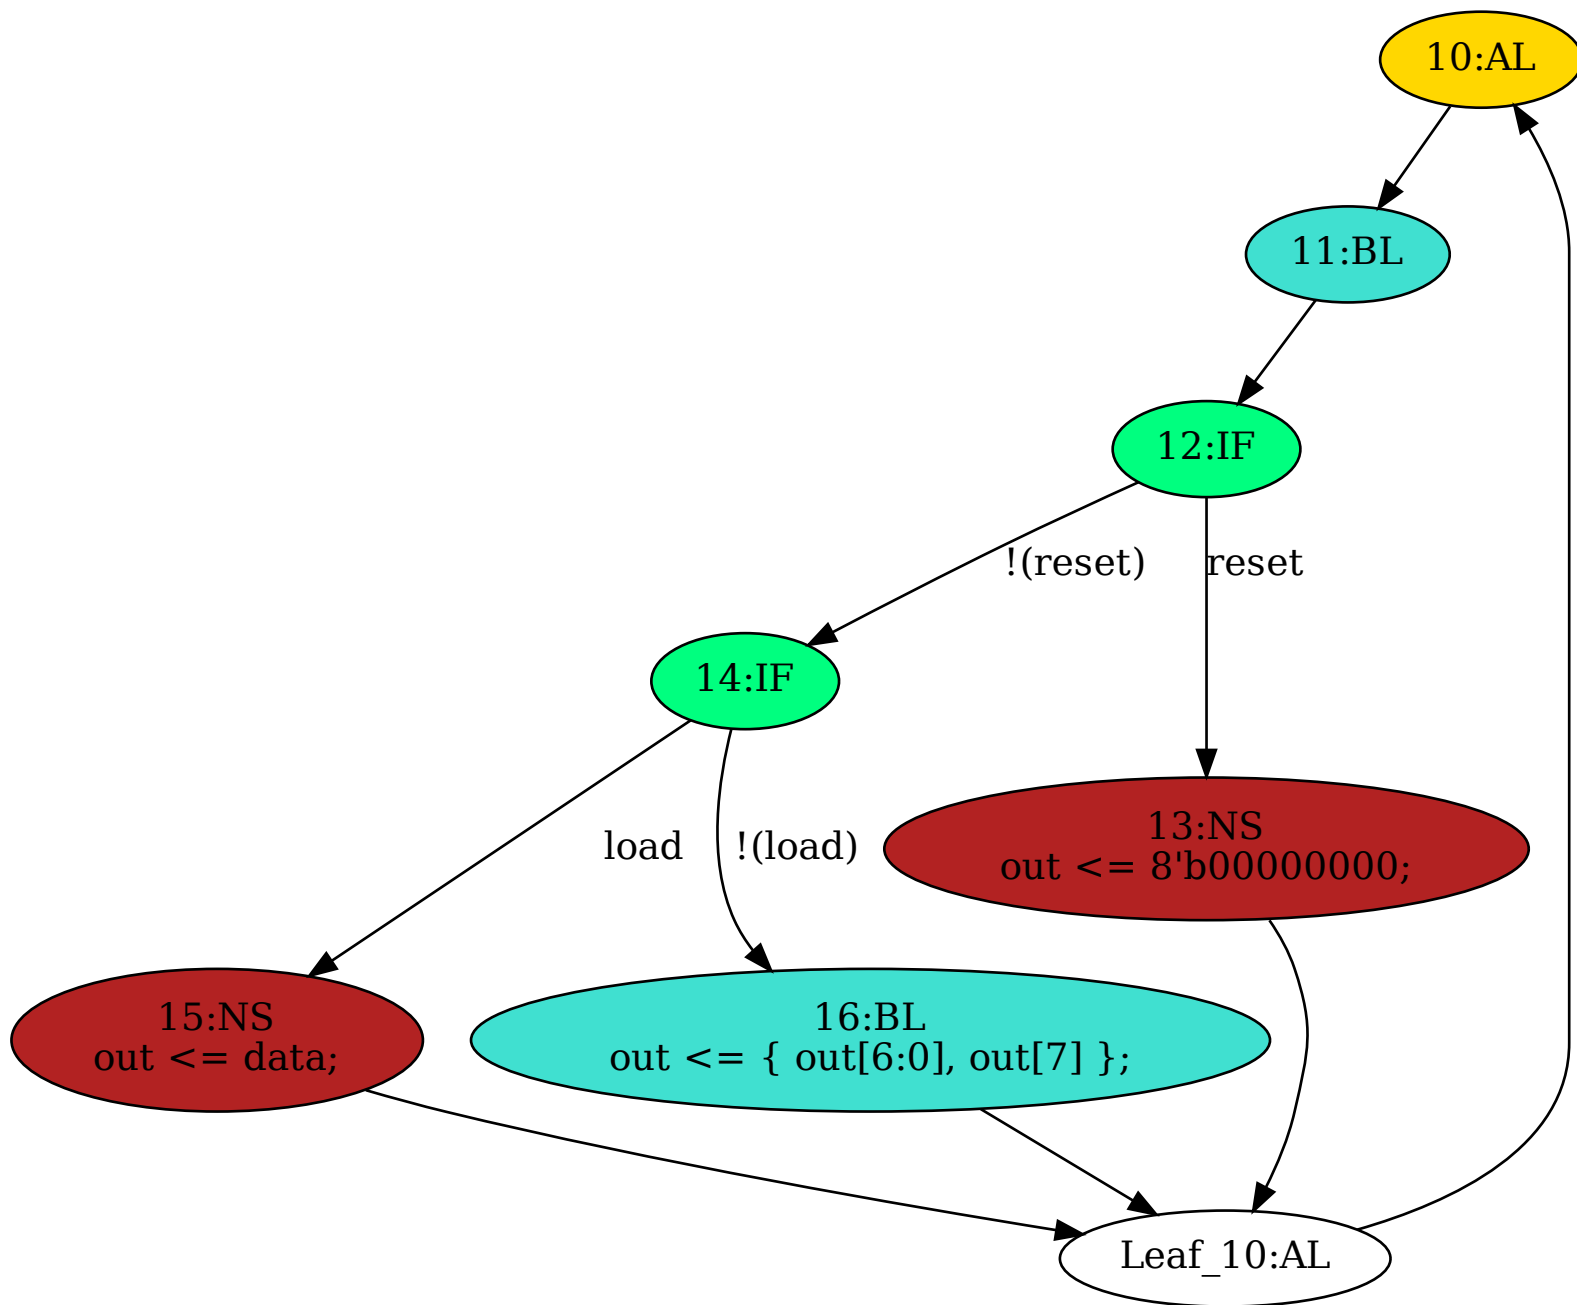 10:AL
11:BL
12:IF
!(reset)
reset
14:IF
load
!(load)
13:NS
out <= 8'b00000000;
15:NS
out <= data;
16:BL
out <= { out[6:0], out[7] };
Leaf_10:AL